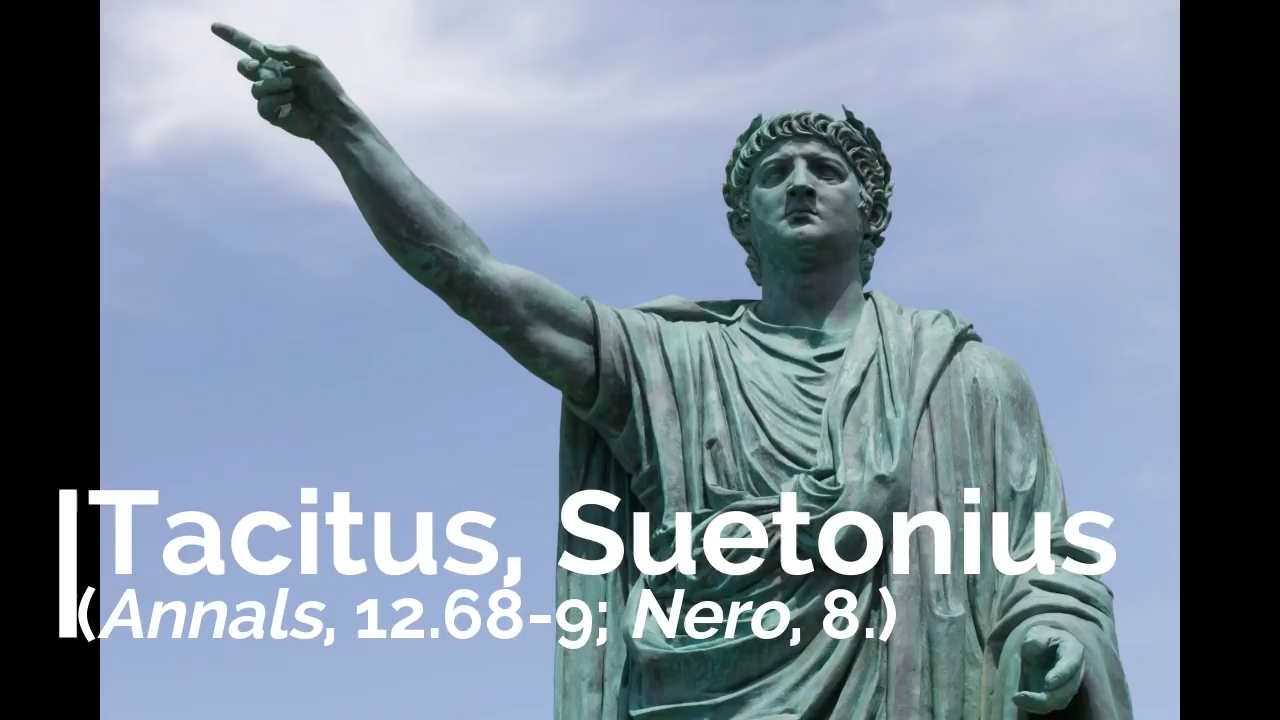 Tacitus, Suetonius
(Annals, 12.68-9; Nero, 8.)